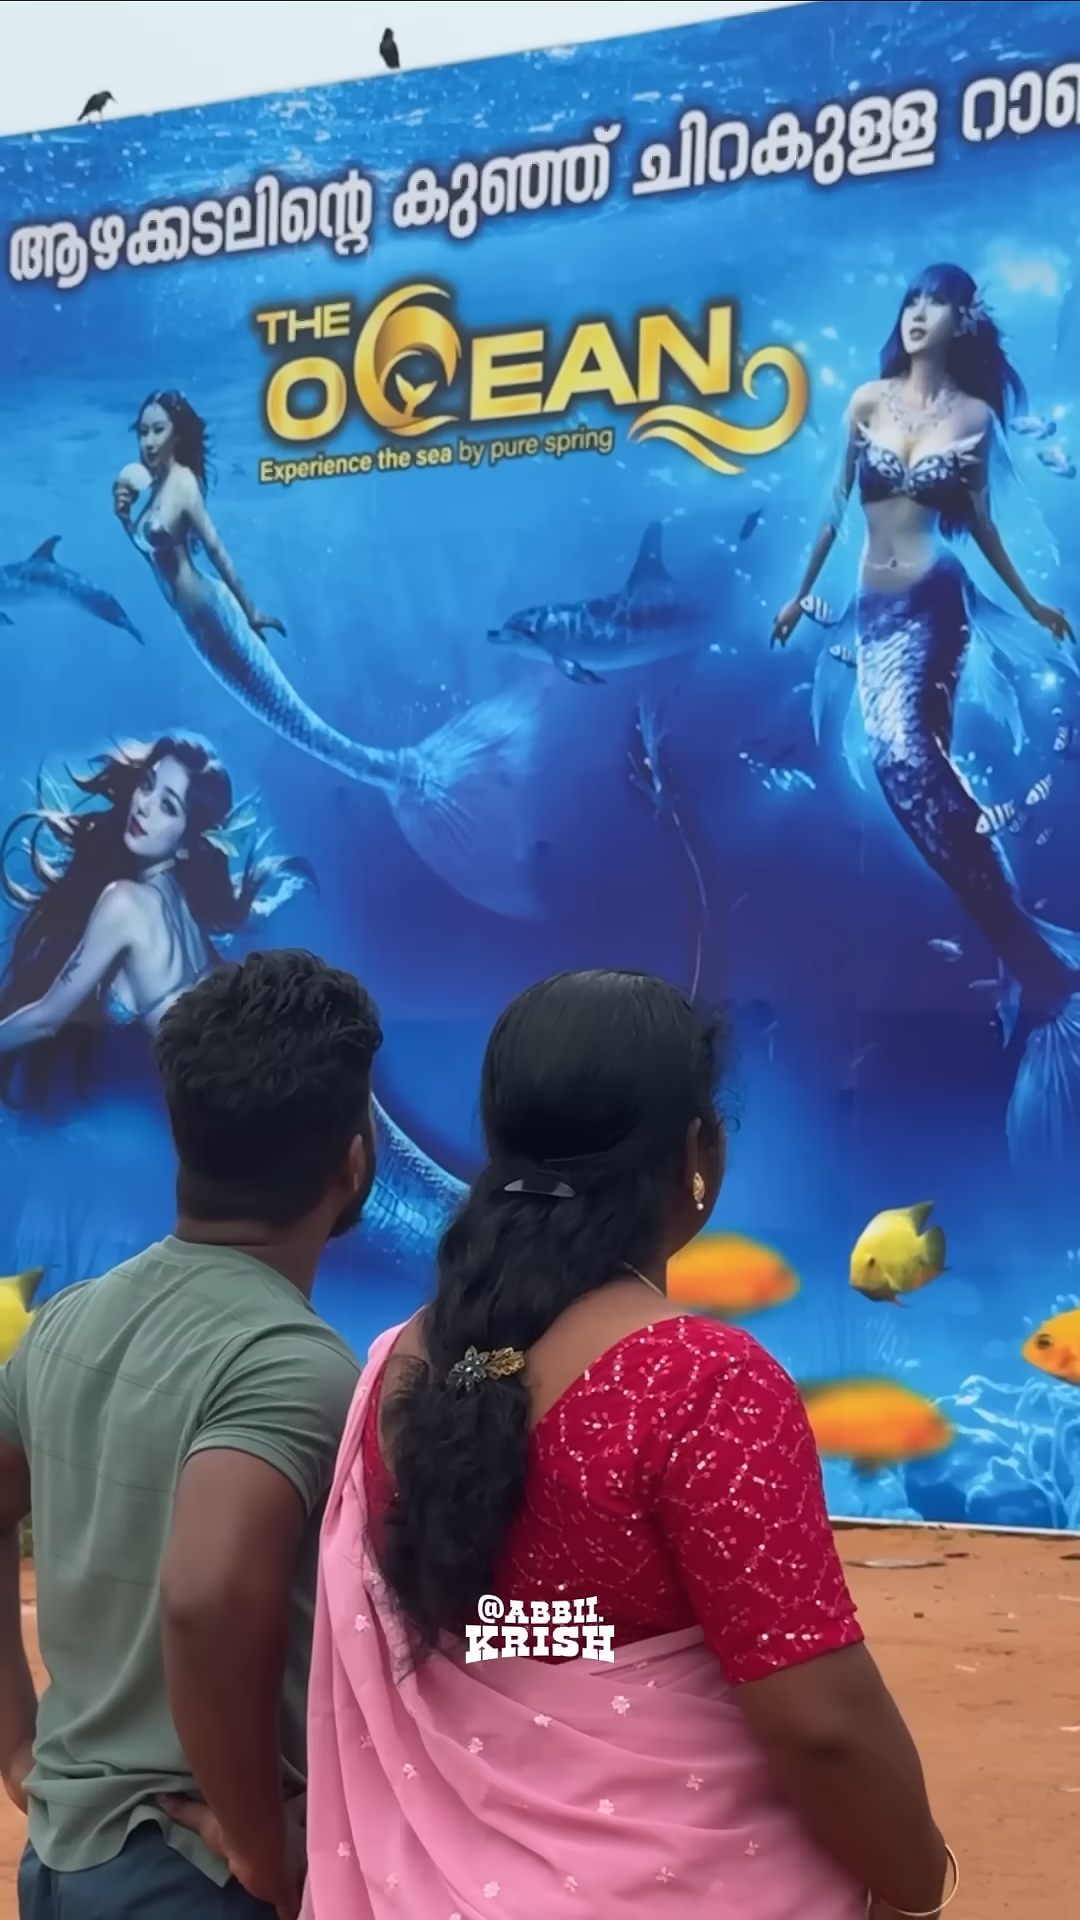 ആഴക്കടലിന്റെ കുഞ്ഞ് ചിറകുള്ള
THE
OCEAN
Experience the sea by pure spring
@ABBII.
KRISH